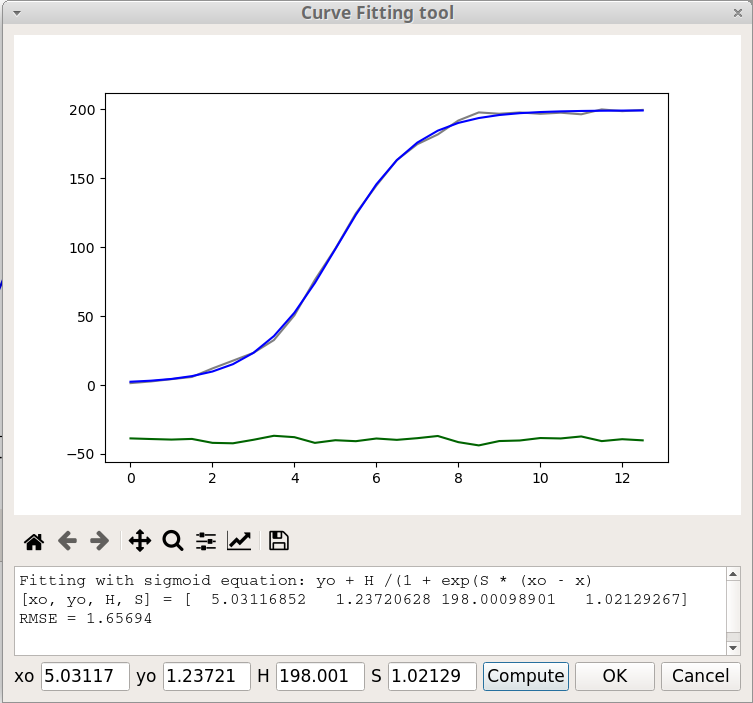 Curve Fitting tool
200
150
100
50
0
−50
0 2 4 6 8 10 12
Fitting with sigmoid equation: yo + H /(1 + exp(S * (xo - x)
[xo, yo, H, S] = [  5.03116852   1.23720628 198.00098901   1.02129267]
RMSE = 1.65694
xo 5.03117 yo 1.23721 H 198.001 S 1.02129 Compute OK Cancel